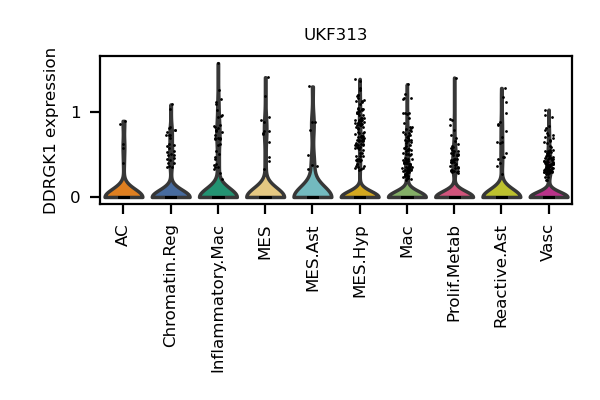 UKF313
DDRGK1 expression
1
0
AC
Chromatin.Reg
Inflammatory.Mac
MES
MES.Ast
MES.Hyp
Mac
Prolif.Metab
Reactive.Ast
Vasc